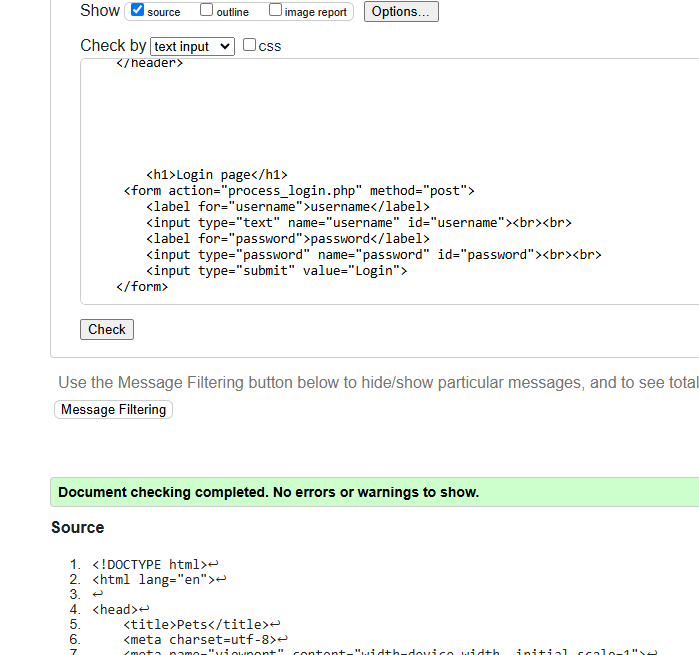 Show source outline image report Options...
Check by text input css
</header>
<h1>Login page</h1>
<form action="process_login.php" method="post">
<label for="username">username</label>
<input type="text" name="username" id="username"><br><br>
<label for="password">password</label>
<input type="password" name="password" id="password"><br><br>
<input type="submit" value="Login">
</form>
Check
Use the Message Filtering button below to hide/show particular messages, and to see total
Message Filtering
Document checking completed. No errors or warnings to show.
Source
1. <!DOCTYPE html>↩
2. <html lang="en">↩
3. ↩
4. <head>↩
5. <title>Pets</title>↩
6. <meta charset=utf-8>↩
7. <meta name="viewport" content="width=device-width, initial-scale=1">↩